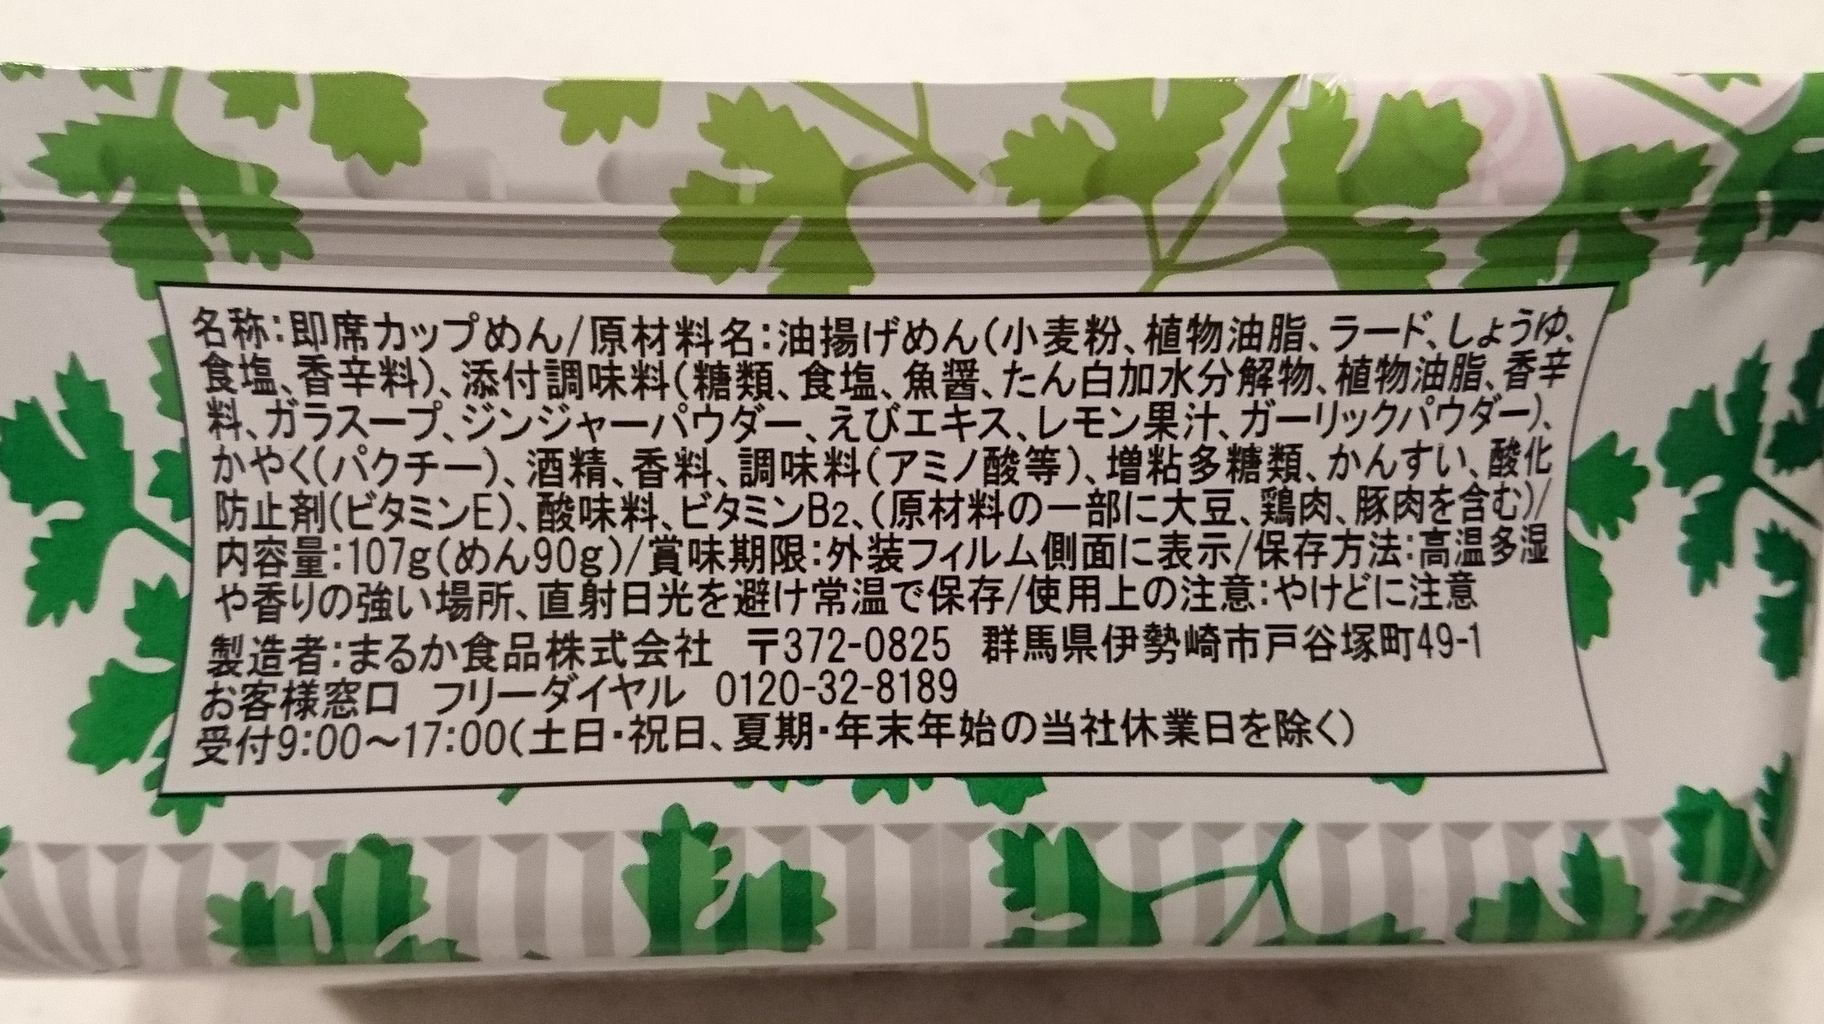 名称:即席カップめん/原材料名:油揚げめん(小麦粉、植物油脂、ラード、しょうゆ、
食塩、香辛料)、添付調味料(糖類、食塩、魚醤、たん白加水分解物、植物油脂、香辛
料、ガラスープ、ジンジャーパウダー、えびエキス、レモン果汁、ガーリックパウダー)、
かやく(パクチー)、酒精、香料、調味料(アミノ酸等)、増粘多糖類、かんすい、酸化
防止剤(ビタミンE)、酸味料、ビタミンB2、(原材料の一部に大豆、鶏肉、豚肉を含む)/
内容量:107g(めん90g)/賞味期限:外装フィルム側面に表示/保存方法:高温多湿
や香りの強い場所、直射日光を避け常温で保存/使用上の注意:やけどに注意
製造者:まるか食品株式会社 〒372-0825 群馬県伊勢崎市戸谷塚町49-1
お客様窓口 フリーダイヤル 0120-32-8189
受付9:00〜17:00(土日・祝日、夏期・年末年始の当社休業日を除く)